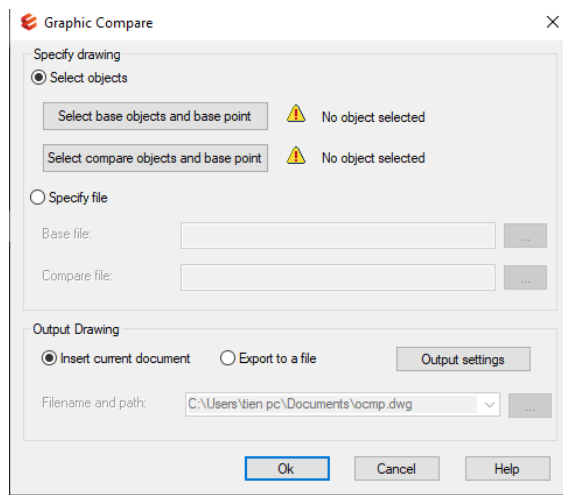 Graphic Compare
Specify drawing
Select objects
Select base objects and base point No object selected
Select compare objects and base point No object selected
Specify file
Base file: ...
Compare file: ...
Output Drawing
Insert current document Export to a file Output settings
Filename and path: C:\Users\tien pc\Documents\ocmp.dwg ...
Ok Cancel Help